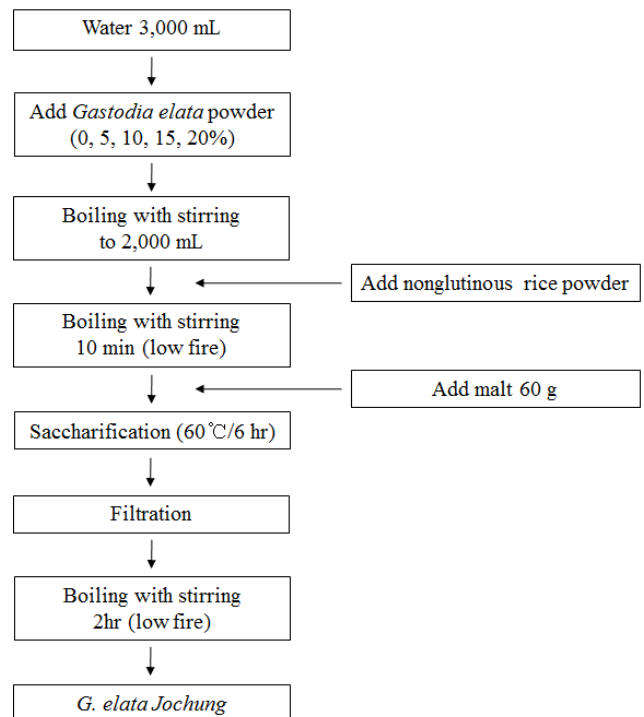 Water 3,000 mL
Add Gastodia elata powder
(0, 5, 10, 15, 20%)
Boiling with stirring
to 2,000 mL
Add nonglutinous rice powder
Boiling with stirring
10 min (low fire)
Add malt 60 g
Saccharification (60℃/6 hr)
Filtration
Boiling with stirring
2hr (low fire)
G. elata Jochung